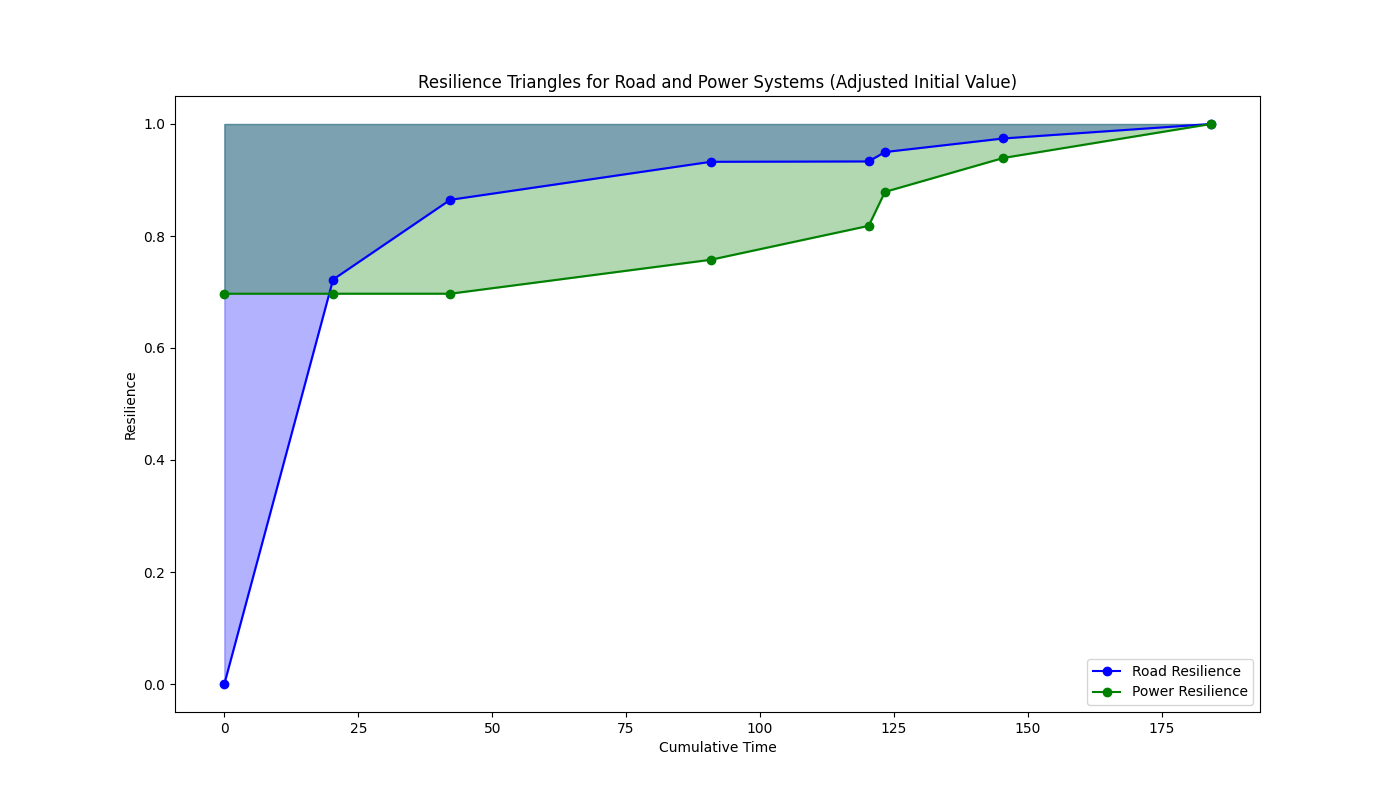 Resilience Triangles for Road and Power Systems (Adjusted Initial Value)
1.0
0.8
0.6
0.4
0.2
0.0
Resilience
0 25 50 75 100 125 150 175
Cumulative Time
Road Resilience
Power Resilience